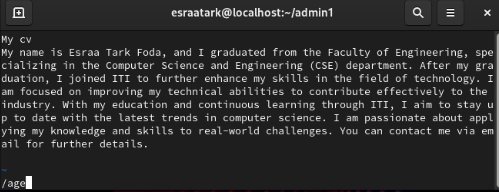 esraatark@localhost:~/admin1
My cv
My name is Esraa Tark Foda, and I graduated from the Faculty of Engineering, spe
cializing in the Computer Science and Engineering (CSE) department. After my gra
duation, I joined ITI to further enhance my skills in the field of technology. I
am focused on improving my technical abilities to contribute effectively to the
industry. With my education and continuous learning through ITI, I aim to stay u
p to date with the latest trends in computer science. I am passionate about appl
ying my knowledge and skills to real-world challenges. You can contact me via em
ail for further details.
~
/age